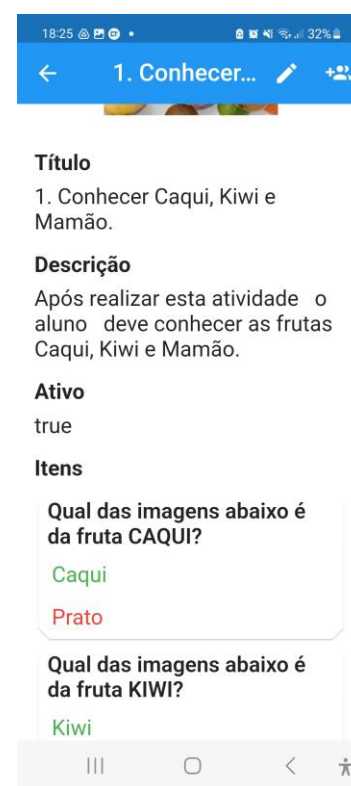 18:25 32%
1. Conhecer...
Título
1. Conhecer Caqui, Kiwi e
Mamão.
Descrição
Após realizar esta atividade o
aluno deve conhecer as frutas
Caqui, Kiwi e Mamão.
Ativo
true
Itens
Qual das imagens abaixo é
da fruta CAQUI?
Caqui
Prato
Qual das imagens abaixo é
da fruta KIWI?
Kiwi